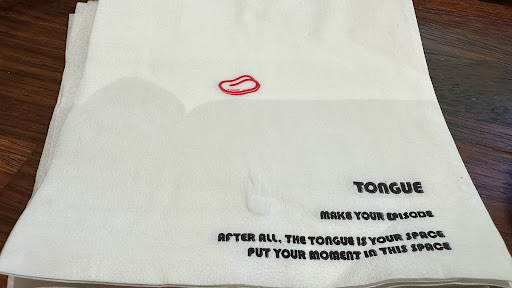 TONGUE
MAKE YOUR EPISODE
AFTER ALL, THE TONGUE IS YOUR SPACE
PUT YOUR MOMENT IN THIS SPACE